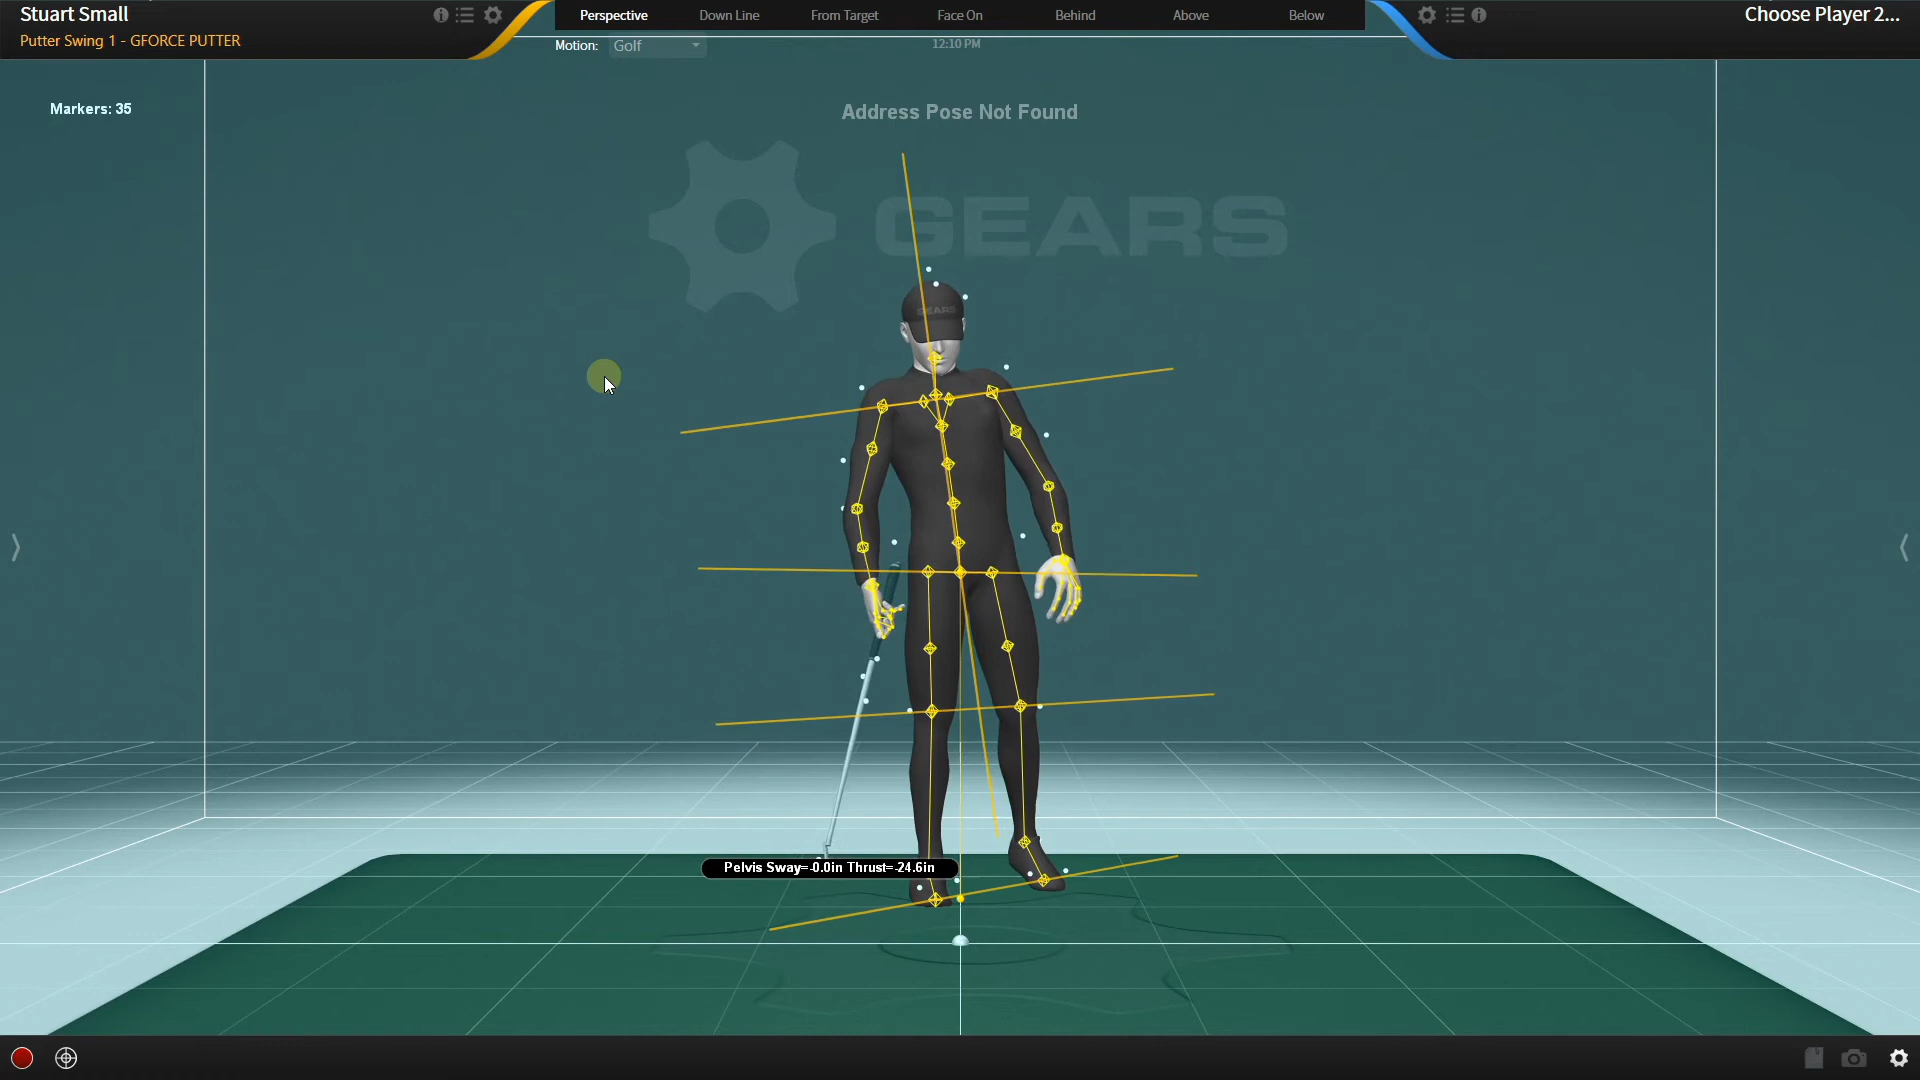 Stuart Small
Putter Swing 1 - GFORCE PUTTER
Perspective
Down Line
From Target
Face On
Behind
Above
Below
Choose Player 2...
Motion: Golf
12:10 PM
Markers: 35
Address Pose Not Found
GEARS
GEARS
Pelvis Sway=-0.0in Thrust=-24.6in